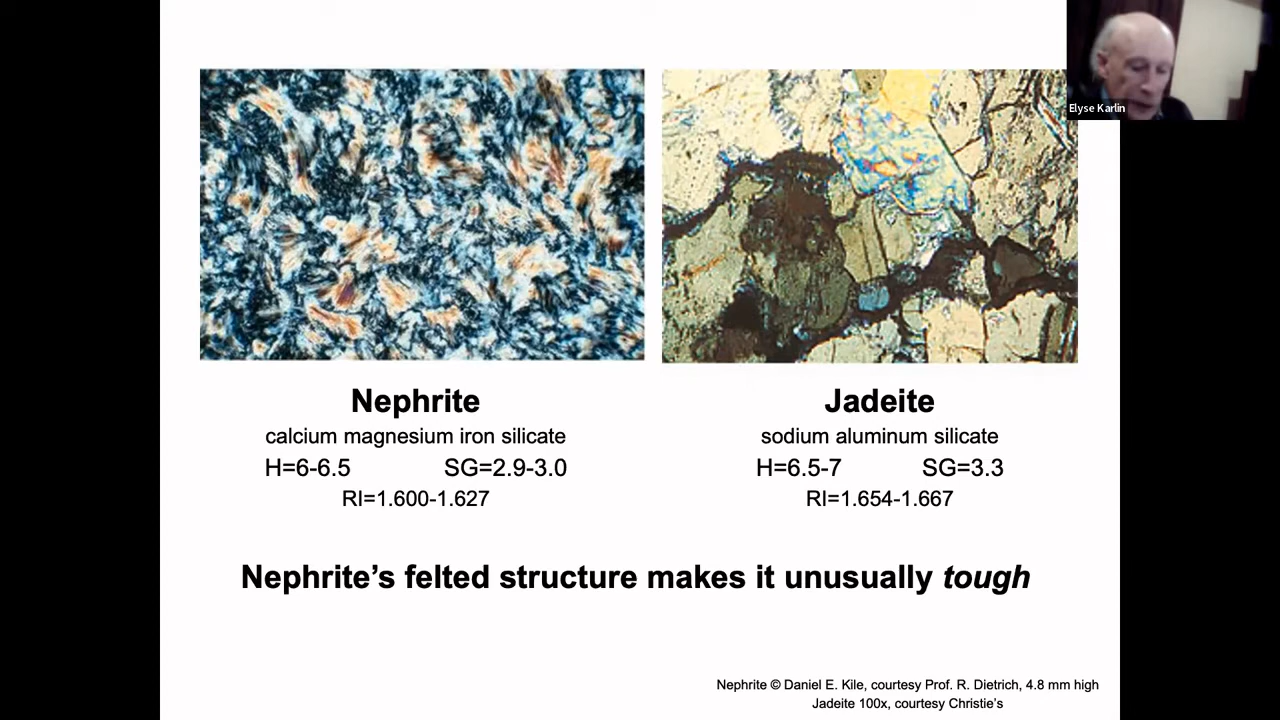 Elyse Karlin
Nephrite
calcium magnesium iron silicate
H=6-6.5 SG=2.9-3.0
RI=1.600-1.627
Jadeite
sodium aluminum silicate
H=6.5-7 SG=3.3
RI=1.654-1.667
Nephrite’s felted structure makes it unusually tough
Nephrite © Daniel E. Kile, courtesy Prof. R. Dietrich, 4.8 mm high
Jadeite 100x, courtesy Christie’s